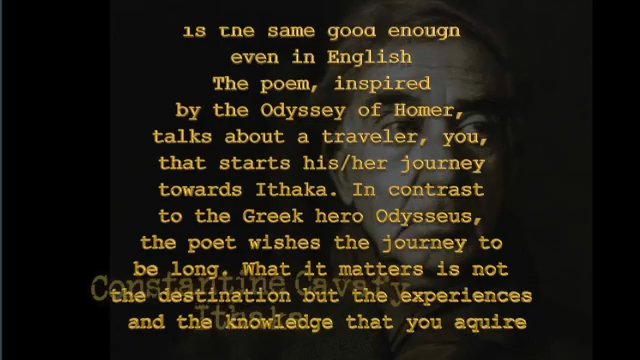 is the same good enough
even in English
The poem, inspired
by the Odyssey of Homer,
talks about a traveler, you,
that starts his/her journey
towards Ithaka. In contrast
to the Greek hero Odysseus,
the poet wishes the journey to
be long. What it matters is not
Constantine Cavafy
the destination but the experiences
Ithaka
and the knowledge that you aquire